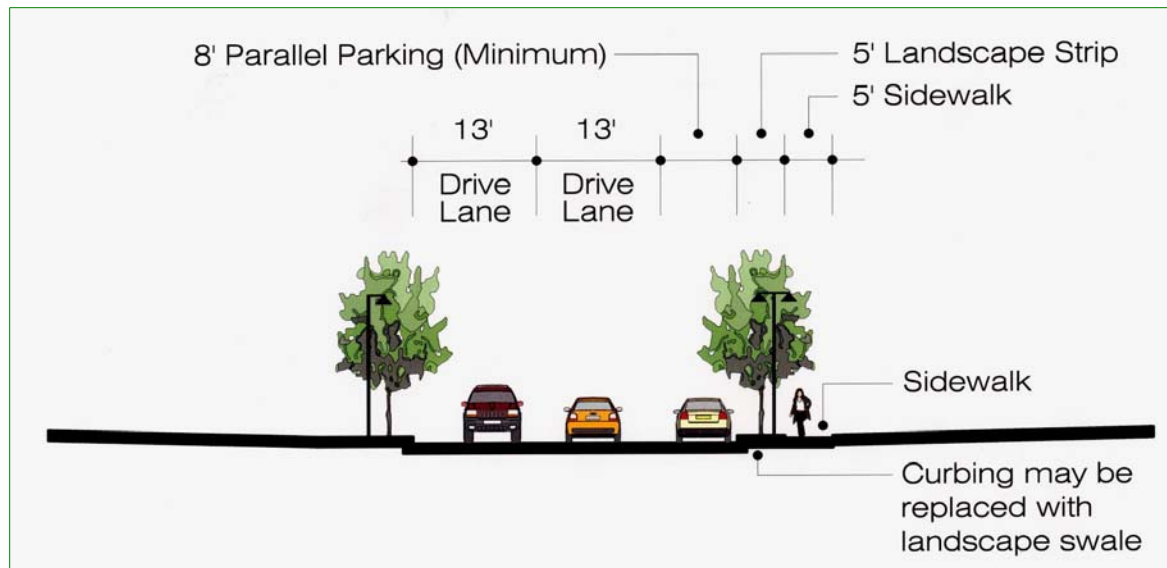 8' Parallel Parking (Minimum)
5' Landscape Strip
5' Sidewalk
13'
13'
Drive
Lane
Drive
Lane
Sidewalk
Curbing may be
replaced with
landscape swale